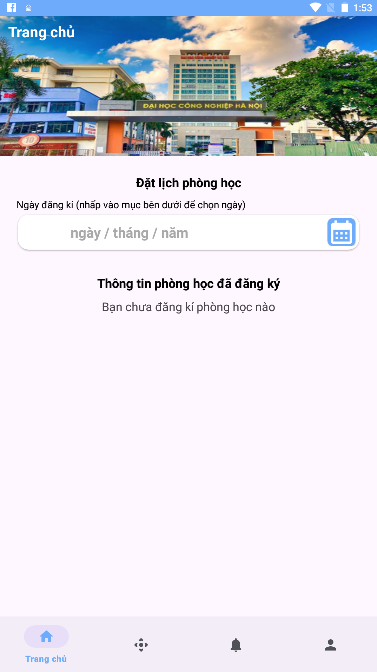 1:53
Trang chủ
ĐẠI HỌC CÔNG NGHIỆP HÀ NỘI
Đặt lịch phòng học
Ngày đăng kí (nhấp vào mục bên dưới để chọn ngày)
ngày / tháng / năm
Thông tin phòng học đã đăng ký
Bạn chưa đăng kí phòng học nào
Trang chủ